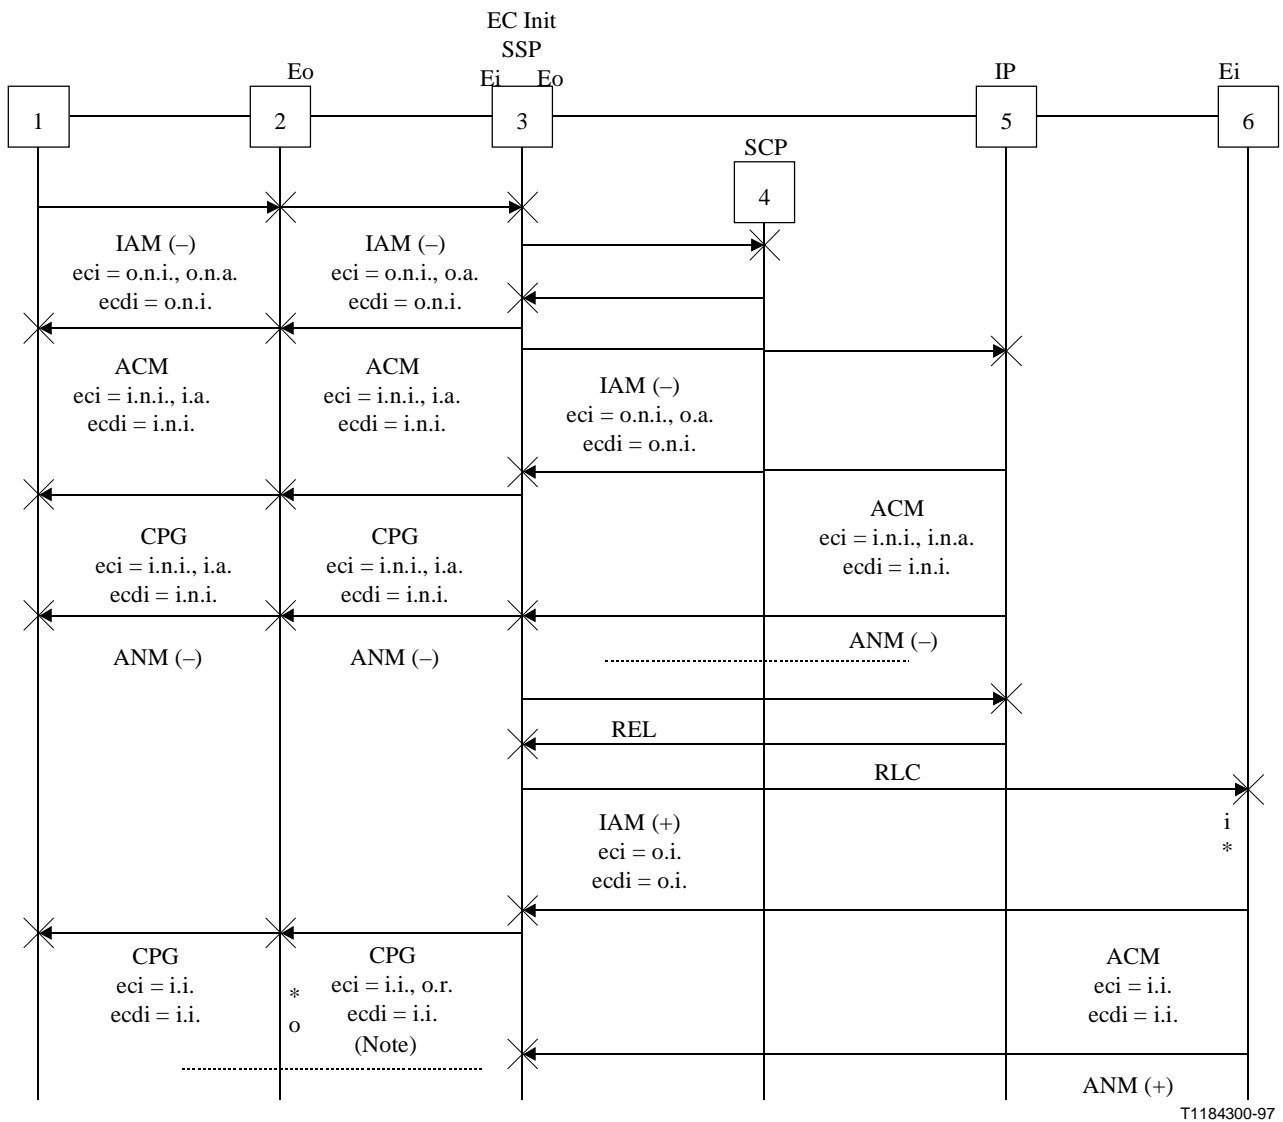 EC Init
SSP
Eo
Ei Eo
IP
Ei
1
2
3
5
6
SCP
4
IAM (–)
eci = o.n.i., o.n.a.
ecdi = o.n.i.
IAM (–)
eci = o.n.i., o.a.
ecdi = o.n.i.
ACM
eci = i.n.i., i.a.
ecdi = i.n.i.
ACM
eci = i.n.i., i.a.
ecdi = i.n.i.
IAM (–)
eci = o.n.i., o.a.
ecdi = o.n.i.
CPG
eci = i.n.i., i.a.
ecdi = i.n.i.
CPG
eci = i.n.i., i.a.
ecdi = i.n.i.
ACM
eci = i.n.i., i.n.a.
ecdi = i.n.i.
ANM (–)
ANM (–)
ANM (–)
REL
RLC
IAM (+)
eci = o.i.
ecdi = o.i.
i
*
CPG
eci = i.i.
ecdi = i.i.
*
o
CPG
eci = i.i., o.r.
ecdi = i.i.
(Note)
ACM
eci = i.i.
ecdi = i.i.
ANM (+)
T1184300-97